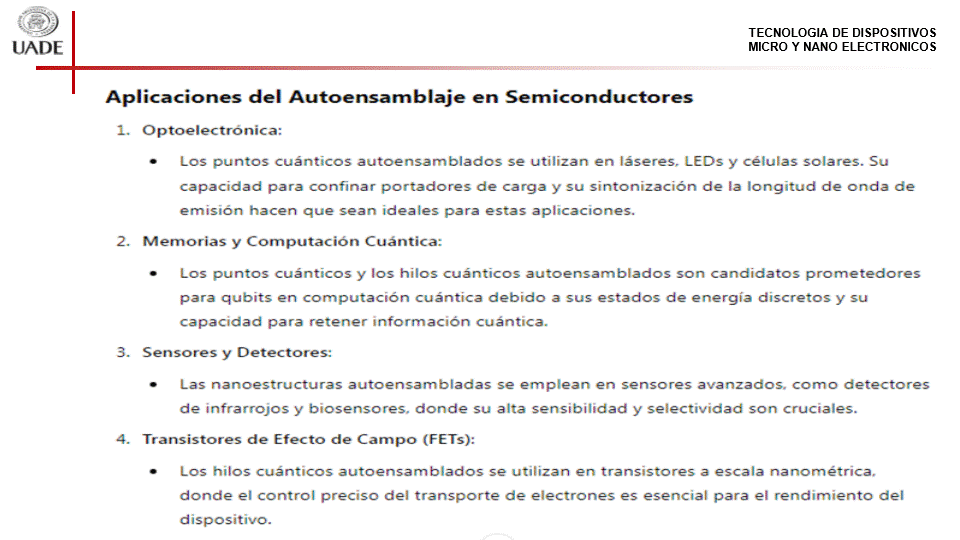 UADE
TECNOLOGIA DE DISPOSITIVOS
MICRO Y NANO ELECTRONICOS
Aplicaciones del Autoensamblaje en Semiconductores
1. Optoelectrónica:
• Los puntos cuánticos autoensamblados se utilizan en láseres, LEDs y células solares. Su
capacidad para confinar portadores de carga y su sintonización de la longitud de onda de
emisión hacen que sean ideales para estas aplicaciones.
2. Memorias y Computación Cuántica:
• Los puntos cuánticos y los hilos cuánticos autoensamblados son candidatos prometedores
para qubits en computación cuántica debido a sus estados de energía discretos y su
capacidad para retener información cuántica.
3. Sensores y Detectores:
• Las nanoestructuras autoensambladas se emplean en sensores avanzados, como detectores
de infrarrojos y biosensores, donde su alta sensibilidad y selectividad son cruciales.
4. Transistores de Efecto de Campo (FETs):
• Los hilos cuánticos autoensamblados se utilizan en transistores a escala nanométrica,
donde el control preciso del transporte de electrones es esencial para el rendimiento del
dispositivo.